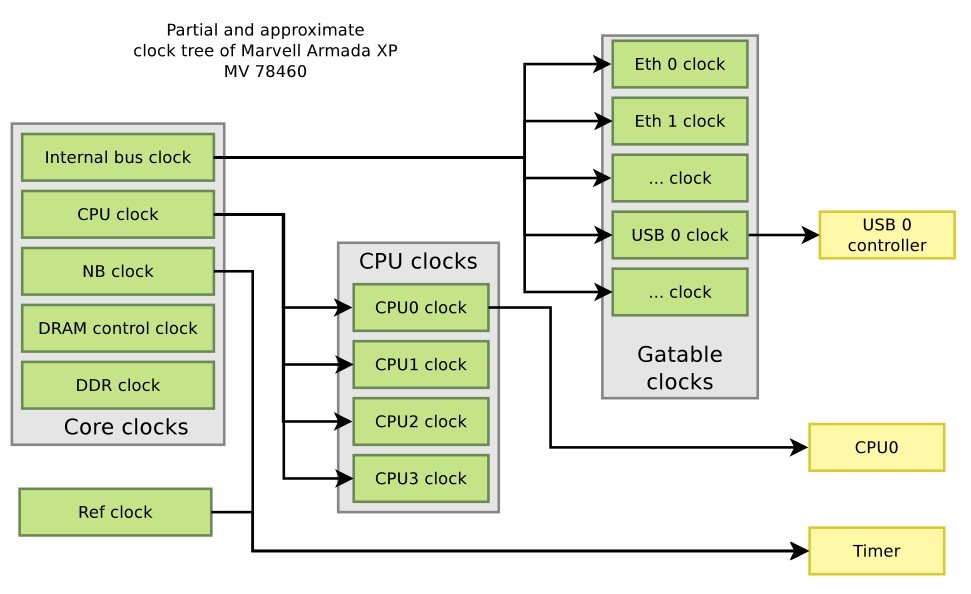 Partial and approximate
clock tree of Marvell Armada XP
MV 78460
Internal bus clock
CPU clock
NB clock
DRAM control clock
DDR clock
Core clocks
Ref clock
CPU clocks
CPU0 clock
CPU1 clock
CPU2 clock
CPU3 clock
Eth 0 clock
Eth 1 clock
... clock
USB 0 clock
... clock
Gatable
clocks
USB 0
controller
CPU0
Timer